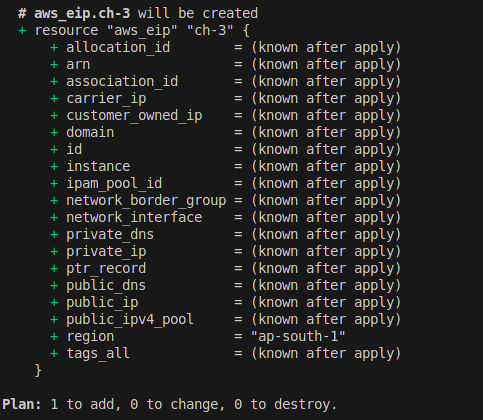 # aws_eip.ch-3 will be created
+ resource "aws_eip" "ch-3" {
+ allocation_id = (known after apply)
+ arn = (known after apply)
+ association_id = (known after apply)
+ carrier_ip = (known after apply)
+ customer_owned_ip = (known after apply)
+ domain = (known after apply)
+ id = (known after apply)
+ instance = (known after apply)
+ ipam_pool_id = (known after apply)
+ network_border_group = (known after apply)
+ network_interface = (known after apply)
+ private_dns = (known after apply)
+ private_ip = (known after apply)
+ ptr_record = (known after apply)
+ public_dns = (known after apply)
+ public_ip = (known after apply)
+ public_ipv4_pool = (known after apply)
+ region = "ap-south-1"
+ tags_all = (known after apply)
}
Plan: 1 to add, 0 to change, 0 to destroy.